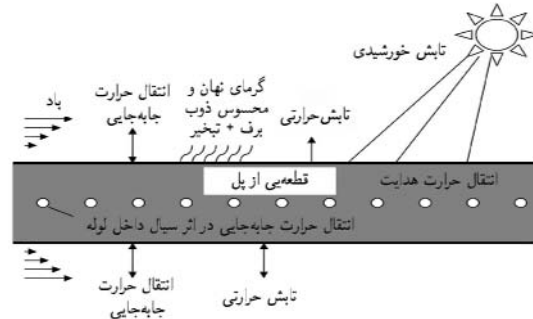 تابش خورشیدی
گرمای نهان و
محسوس ذوب
برف + تبخیر
انتقال حرارت
جابه‌جایی
باد
تابش‌حرارتی
قطعه‌یی از پل
انتقال حرارت هدایت
انتقال حرارت جابه‌جایی در اثر سیال داخل لوله
انتقال حرارت
جابه‌جایی
تابش حرارتی